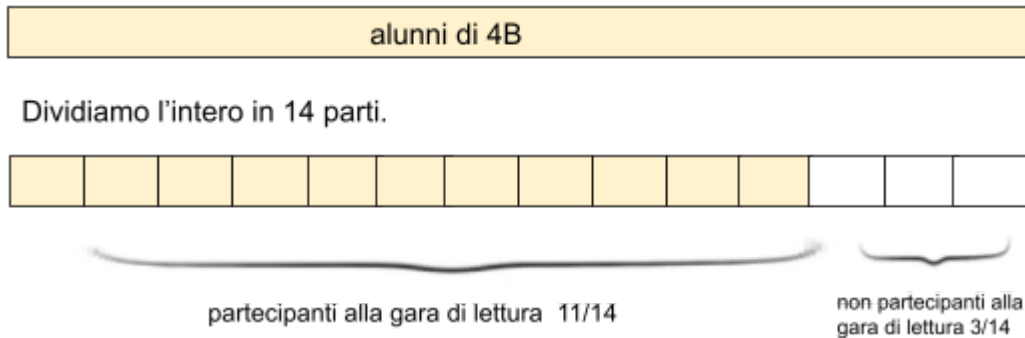 alunni di 4B
Dividiamo l'intero in 14 parti.
partecipanti alla gara di lettura 11/14
non partecipanti alla
gara di lettura 3/14